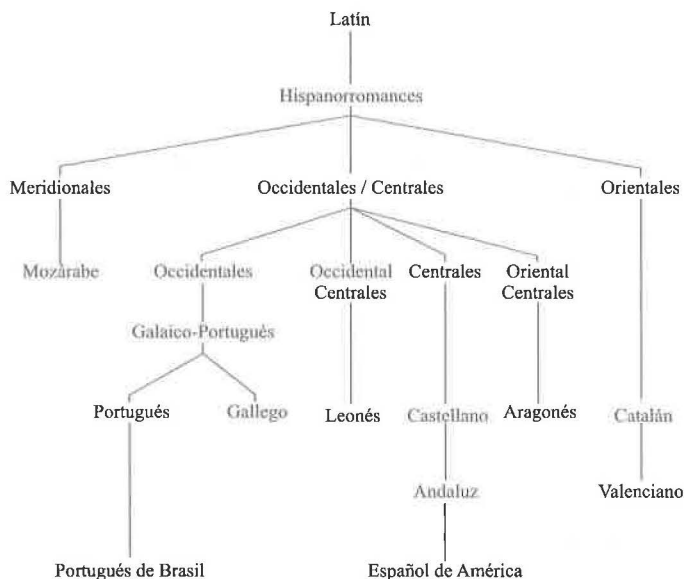 Latín
Hispanorromances
Meridionales
Occidentales / Centrales
Orientales
Mozárabe
Occidentales
Occidental
Centrales
Centrales
Oriental
Centrales
Galaico-Portugués
Portugués
Gallego
Leonés
Castellano
Aragonés
Catalán
Andaluz
Valenciano
Portugués de Brasil
Español de América